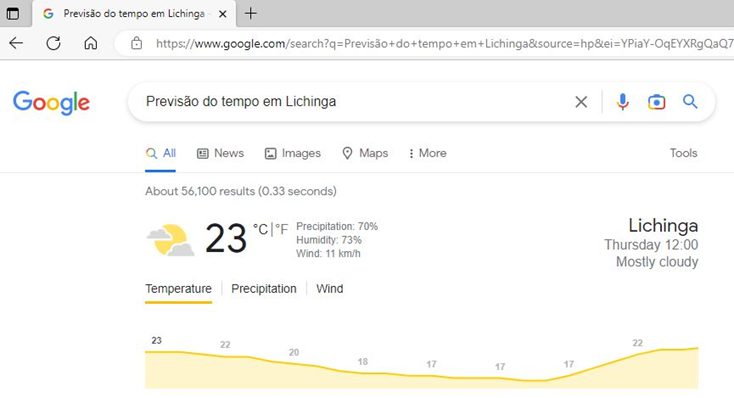 Previsão do tempo em Lichinga -
https://www.google.com/search?q=Previsão+do+tempo+em+Lichinga&source=hp&ei=YPiaY-OqEYXRgQaQ7
Google
Previsão do tempo em Lichinga
All News Images Maps More Tools
About 56,100 results (0.33 seconds)
23 °C|°F
Precipitation: 70%
Humidity: 73%
Wind: 11 km/h
Lichinga
Thursday 12:00
Mostly cloudy
Temperature Precipitation Wind
23 22 20 18 17 17 17 22